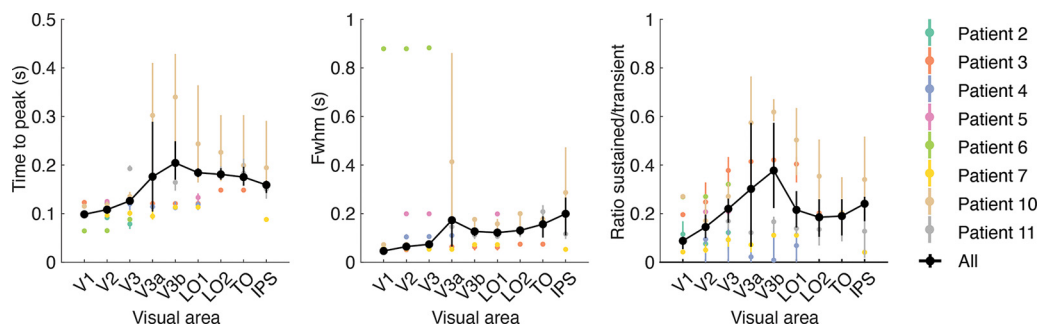 Time to peak (s)
0.5
0.4
0.3
0.2
0.1
0
V1 V2 V3 V3a V3b LO1 LO2 TO IPS
Visual area
Fwhm (s)
1
0.8
0.6
0.4
0.2
0
V1 V2 V3 V3a V3b LO1 LO2 TO IPS
Visual area
Ratio sustained/transient
1
0.8
0.6
0.4
0.2
0
V1 V2 V3 V3a V3b LO1 LO2 TO IPS
Visual area
Patient 2
Patient 3
Patient 4
Patient 5
Patient 6
Patient 7
Patient 10
Patient 11
All